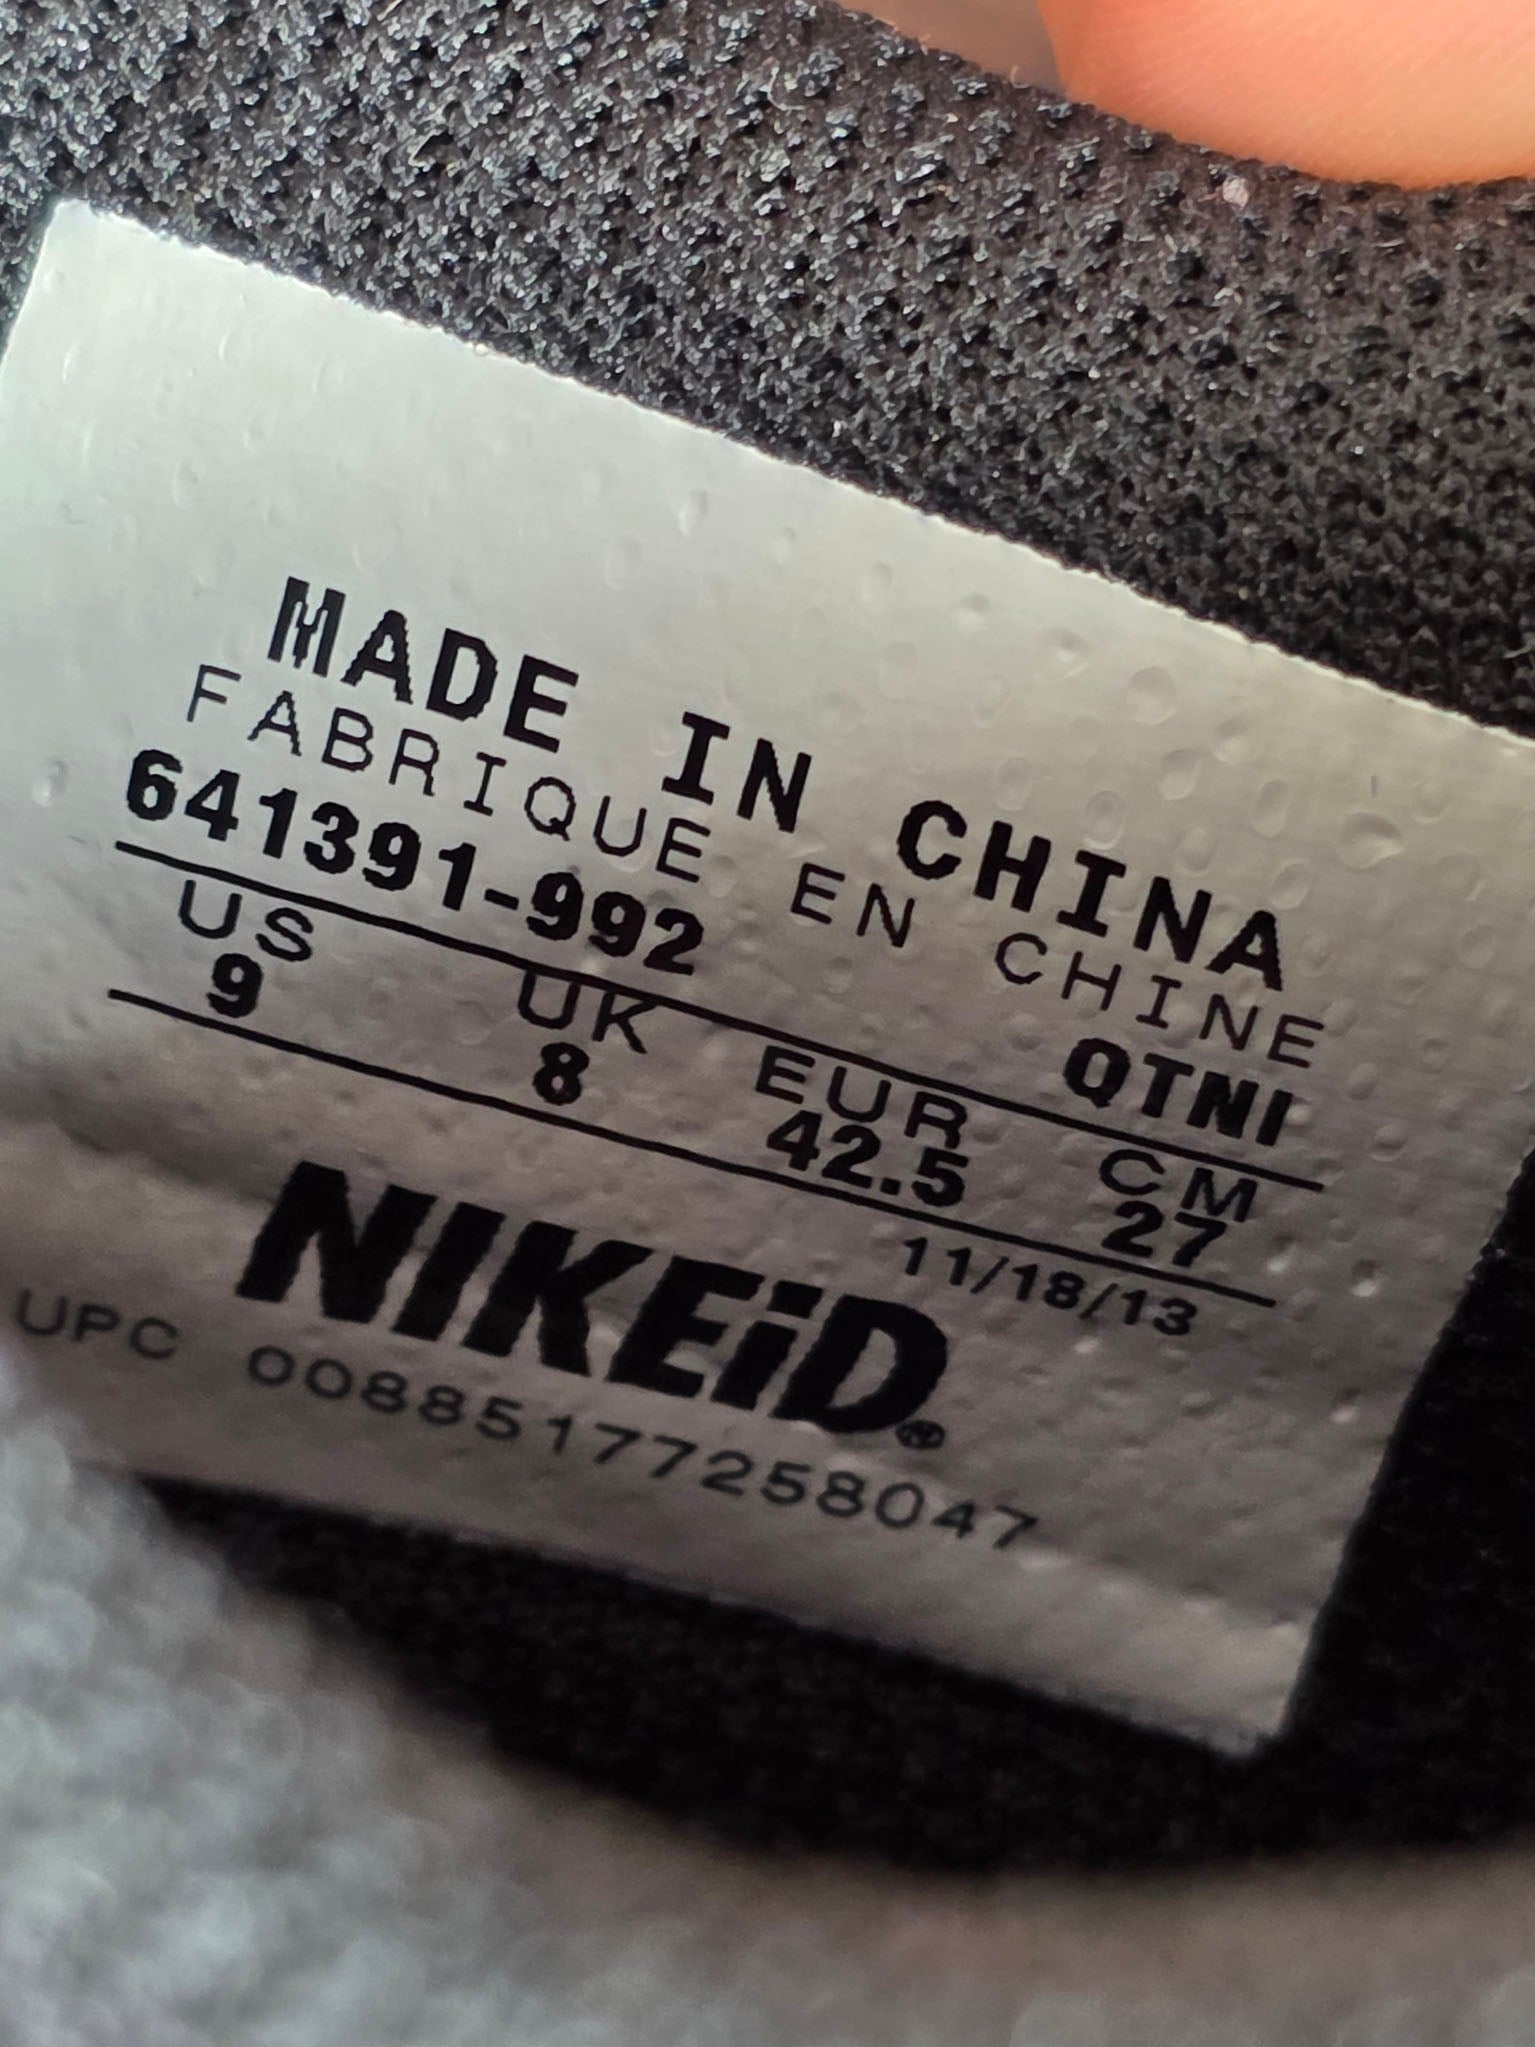 MADE IN CHINA
FABRIQUE EN CHINE
641391-992 QTNI
US UK EUR CM
9 8 42.5 27
11/18/13
NIKEiD®
UPC 00885177258047